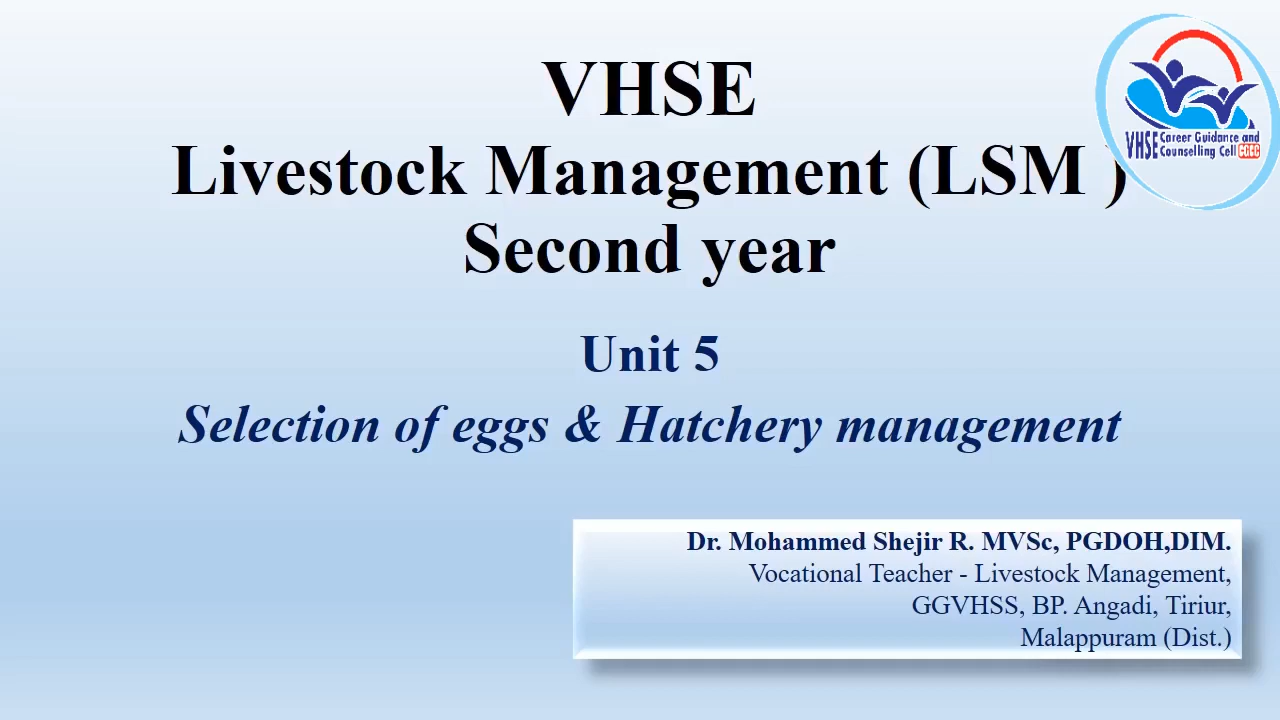 VHSE
Livestock Management (LSM )
Second year
VHSE Career Guidance and
Counselling Cell CGCC
Unit 5
Selection of eggs & Hatchery management
Dr. Mohammed Shejir R. MVSc, PGDOH,DIM.
Vocational Teacher - Livestock Management,
GGVHSS, BP. Angadi, Tiriur,
Malappuram (Dist.)